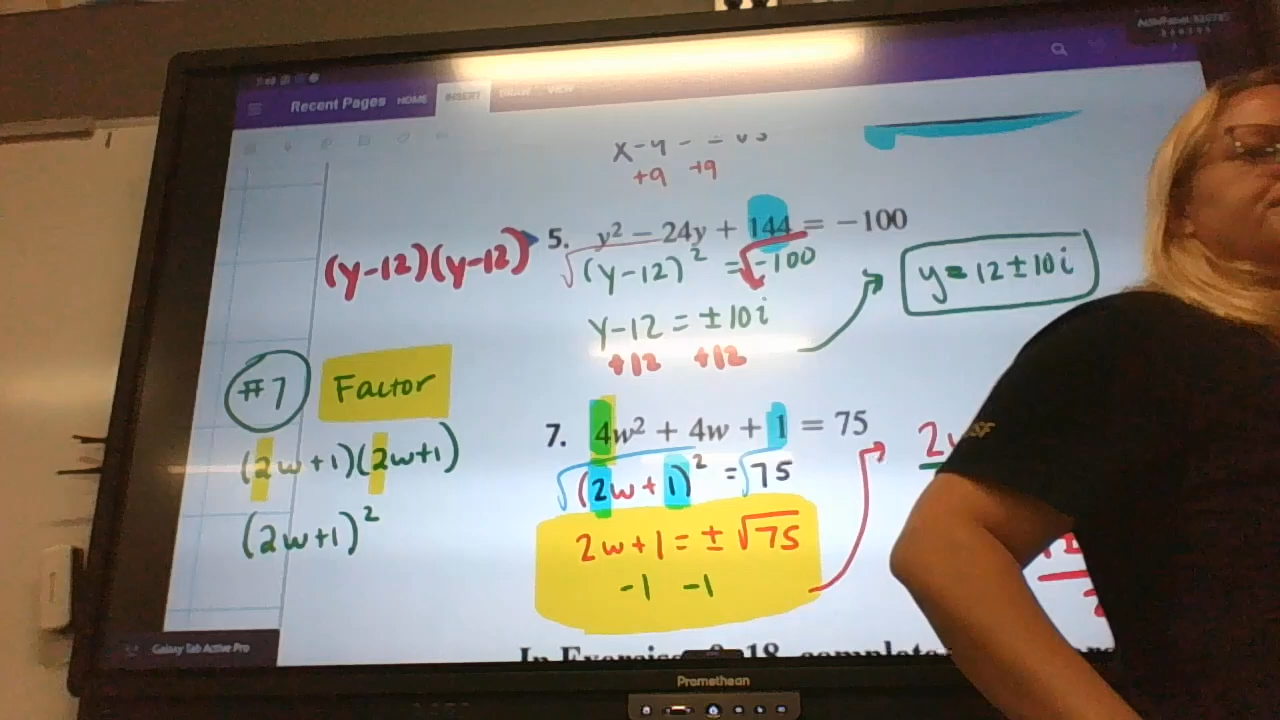 Recent Pages HOME INSERT DRAW VIEW
+9 +9
5. y² − 24y + 144 = −100
(y-12)(y-12)
√(y-12)² = √-100
y-12 = ±10i
+12 +12
y = 12 ± 10i
#7 Factor
7. 4w² + 4w + 1 = 75
(2w+1)(2w+1)
√(2w+1)² = √75
(2w+1)²
2w+1 = ± √75
-1 -1
Galaxy Tab Active Pro
Promethean